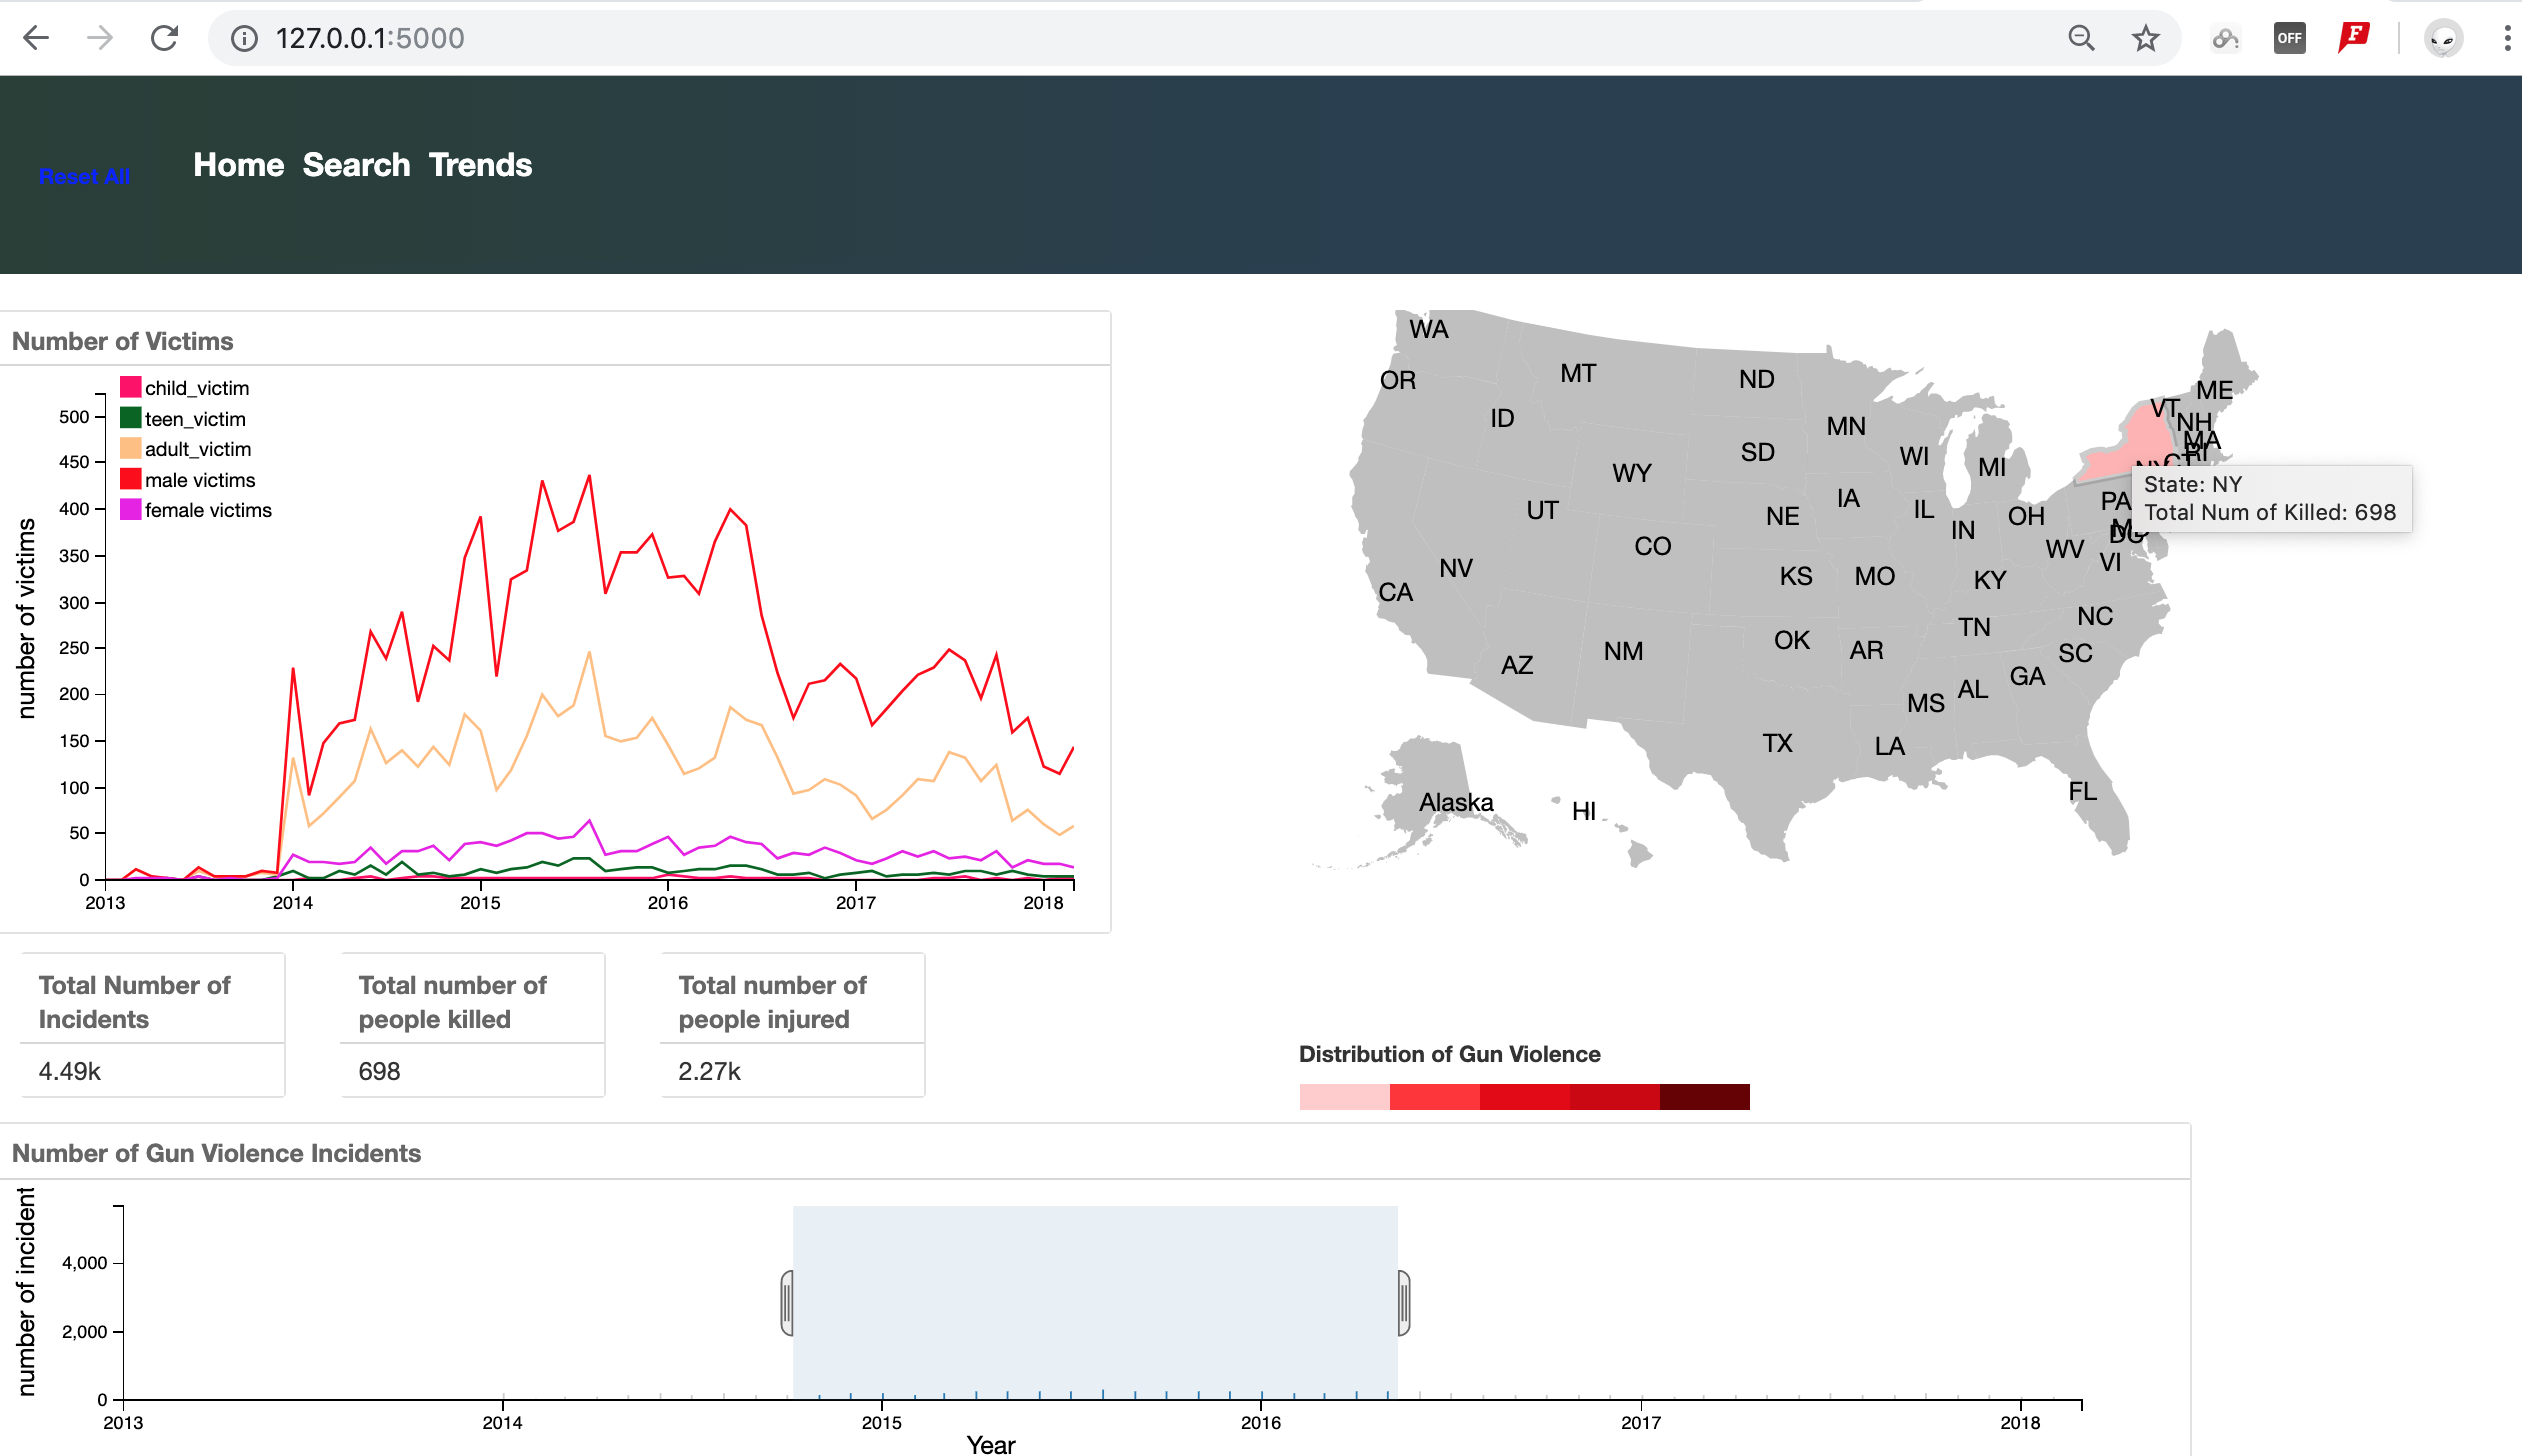 127.0.0.1:5000
OFF
F
Reset All
Home Search Trends
Number of Victims
child_victim
teen_victim
adult_victim
male victims
female victims
number of victims
500
450
400
350
300
250
200
150
100
50
0
2013 2014 2015 2016 2017 2018
WA
OR
MT
ID
ND
MN
ME
VT
NH
MA
RI
CT
NY
SD
WI
MI
WY
IA
IL
NE
IN
OH
PA
State: NY
Total Num of Killed: 698
UT
NV
CO
CA
KS
MO
KY
WV
VI
DC
NC
TN
OK
AR
SC
NM
AZ
GA
AL
MS
TX
LA
FL
Alaska
HI
Total Number of
Incidents
4.49k
Total number of
people killed
698
Total number of
people injured
2.27k
Distribution of Gun Violence
Number of Gun Violence Incidents
number of incident
4,000
2,000
0
2013 2014 2015 2016 2017 2018
Year